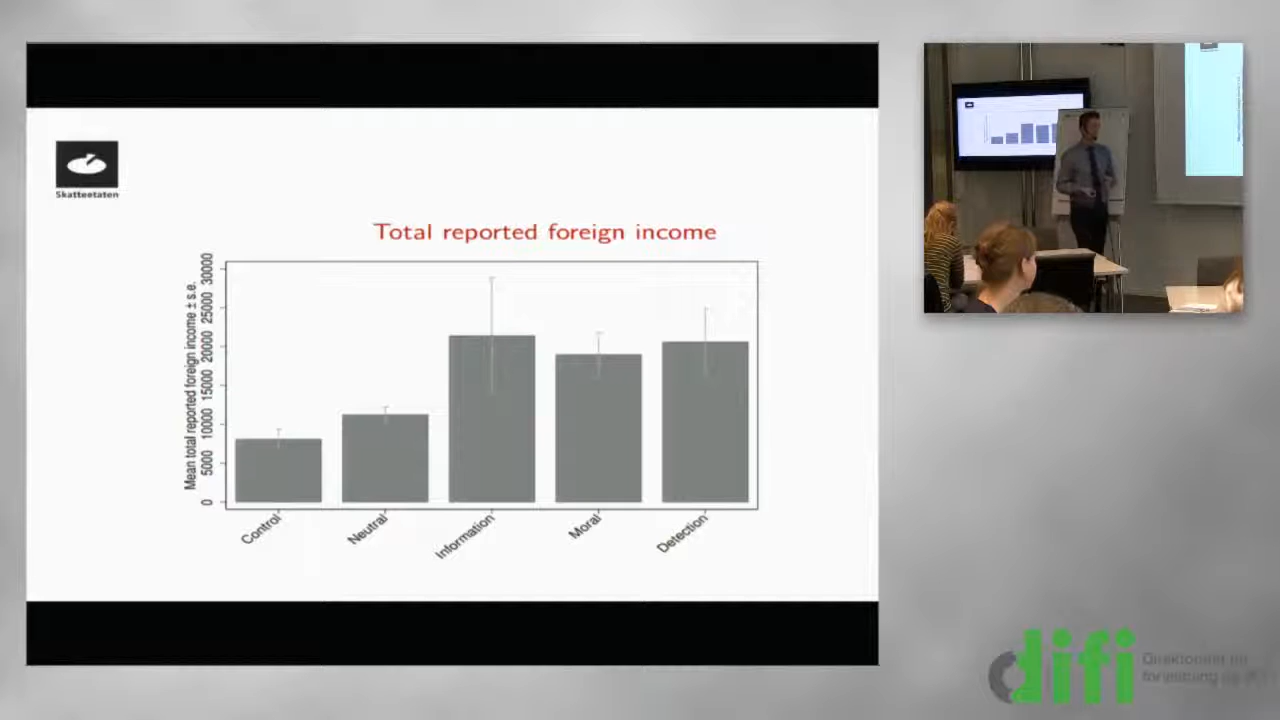 Skatteetaten
Total reported foreign income
Mean total reported foreign income ± s.e.
30000
25000
20000
15000
10000
5000
0
Control
Neutral
Information
Moral
Detection
difi